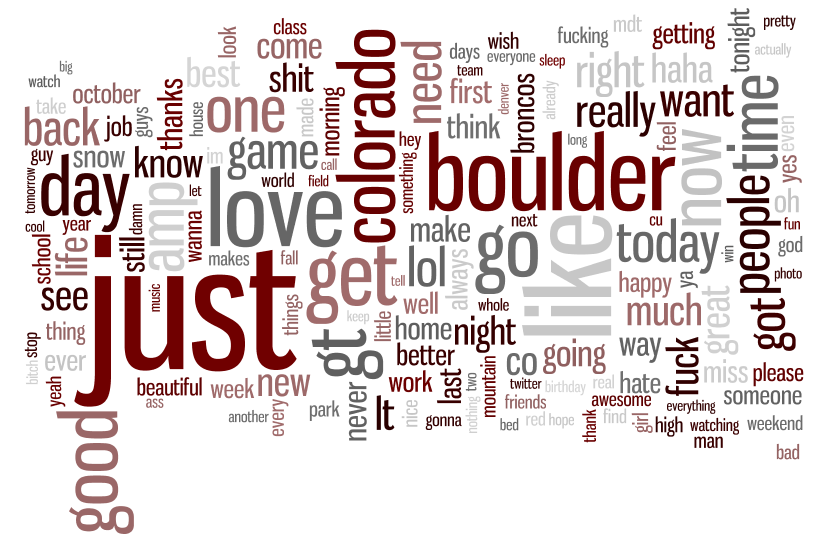 pretty
mdt
class
look
come
fucking
getting
tonight
wish
days
everyone
actually
big
watch
best
shit
colorado
need
team
sleep
right
haha
october
take
guys
thanks
house
one
made
morning
first
denver
broncos
already
really
want
back
job
hey
think
long
feel
time
even
guy
snow
know
im
game
call
something
boulder
now
yes
tomorrow
day
let
world
field
amp
love
people
oh
cool
year
damn
wanna
next
cu
fun
still
make
go
like
today
win
god
school
life
makes
fall
lol
always
ya
photo
see
just
music
things
get
tell
happy
great
got
whole
well
much
thing
keep
little
home
night
stop
gt
way
ever
better
co
going
fuck
miss
please
bitch
yeah
beautiful
week
new
work
last
mountain
twitter
birthday
real
hate
someone
ass
never
two
friends
awesome
everything
another
every
park
lt
nice
gonna
nothing
bed
red
hope
thank
find
girl
high
watching
weekend
man
bad
good